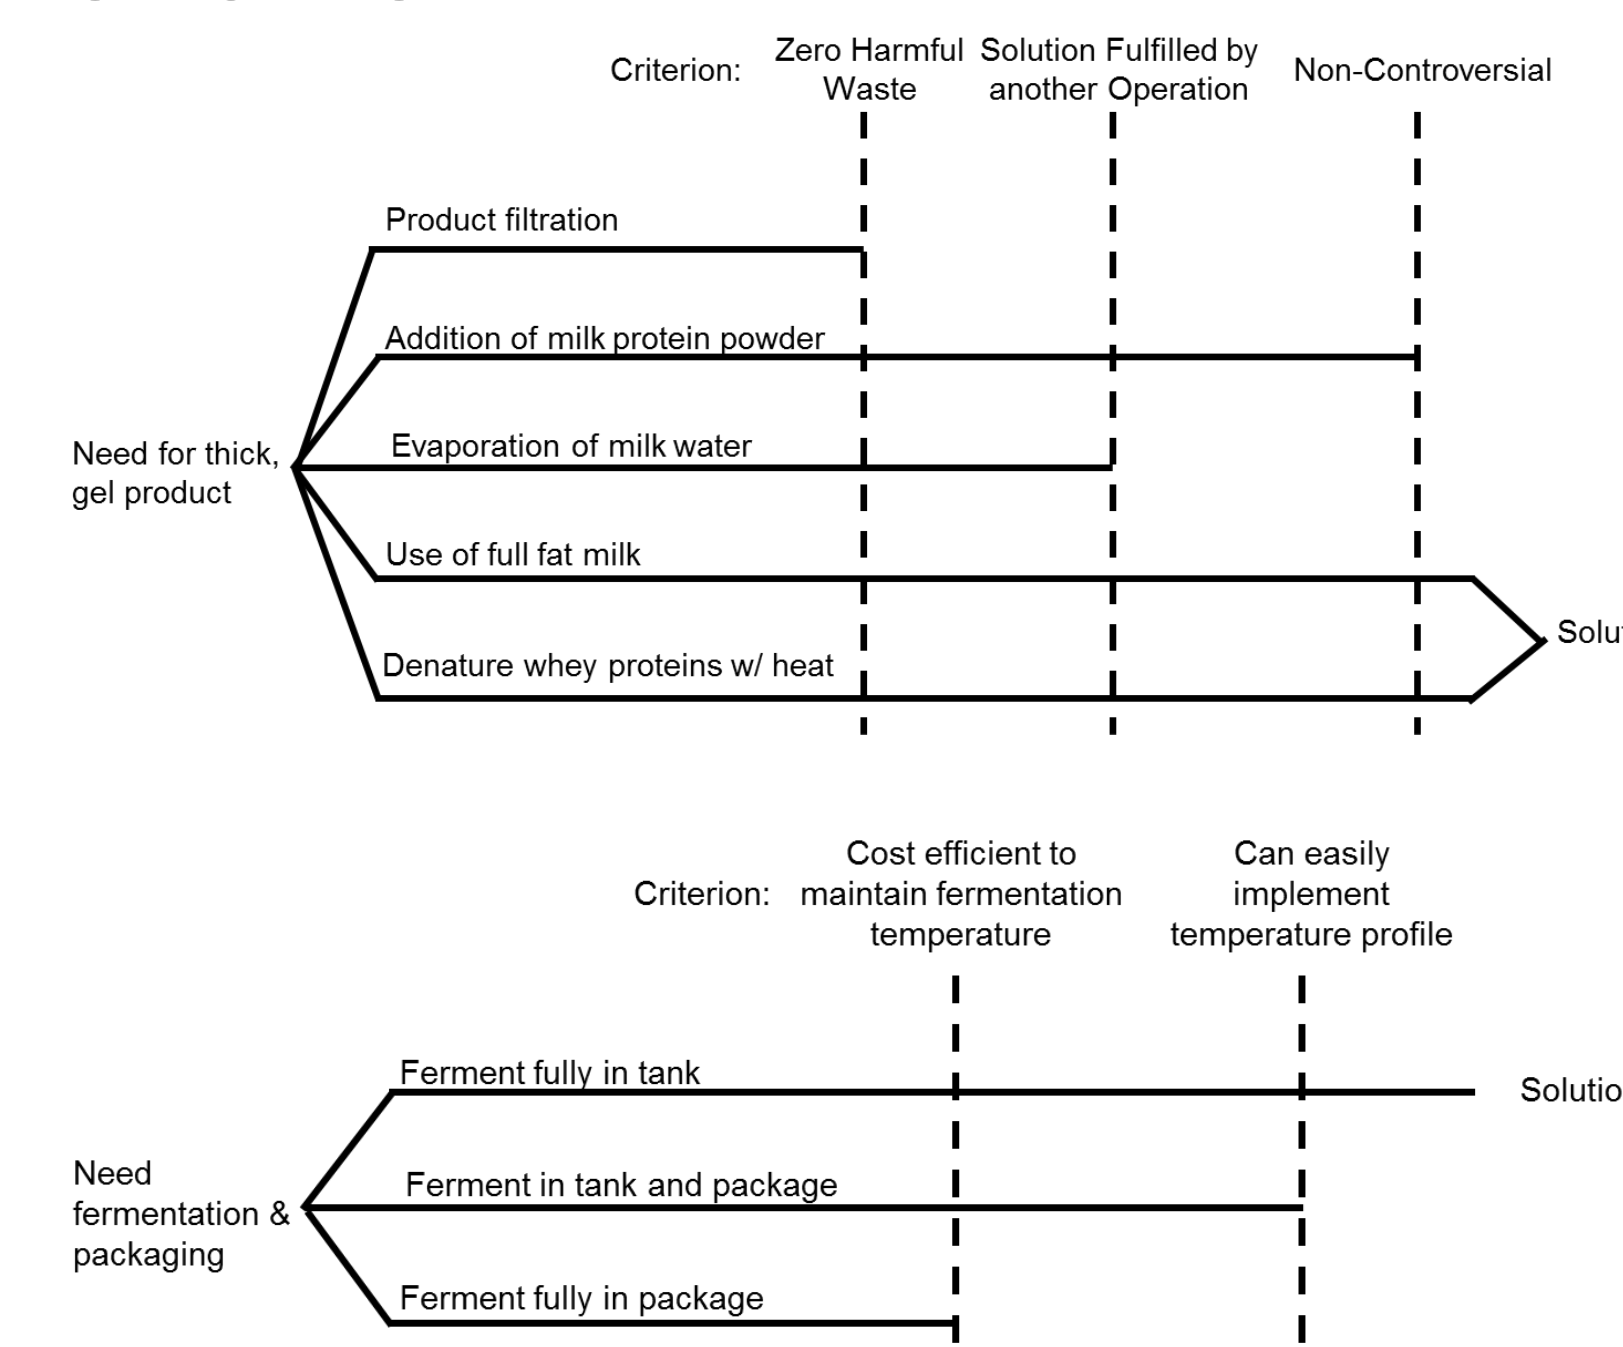 Criterion:
Zero Harmful
Waste
Solution Fulfilled by
another Operation
Non-Controversial
Product filtration
Addition of milk protein powder
Need for thick,
gel product
Evaporation of milk water
Use of full fat milk
Solu
Denature whey proteins w/ heat
Criterion:
Cost efficient to
maintain fermentation
temperature
Can easily
implement
temperature profile
Ferment fully in tank
Solutio
Need
fermentation &
packaging
Ferment in tank and package
Ferment fully in package